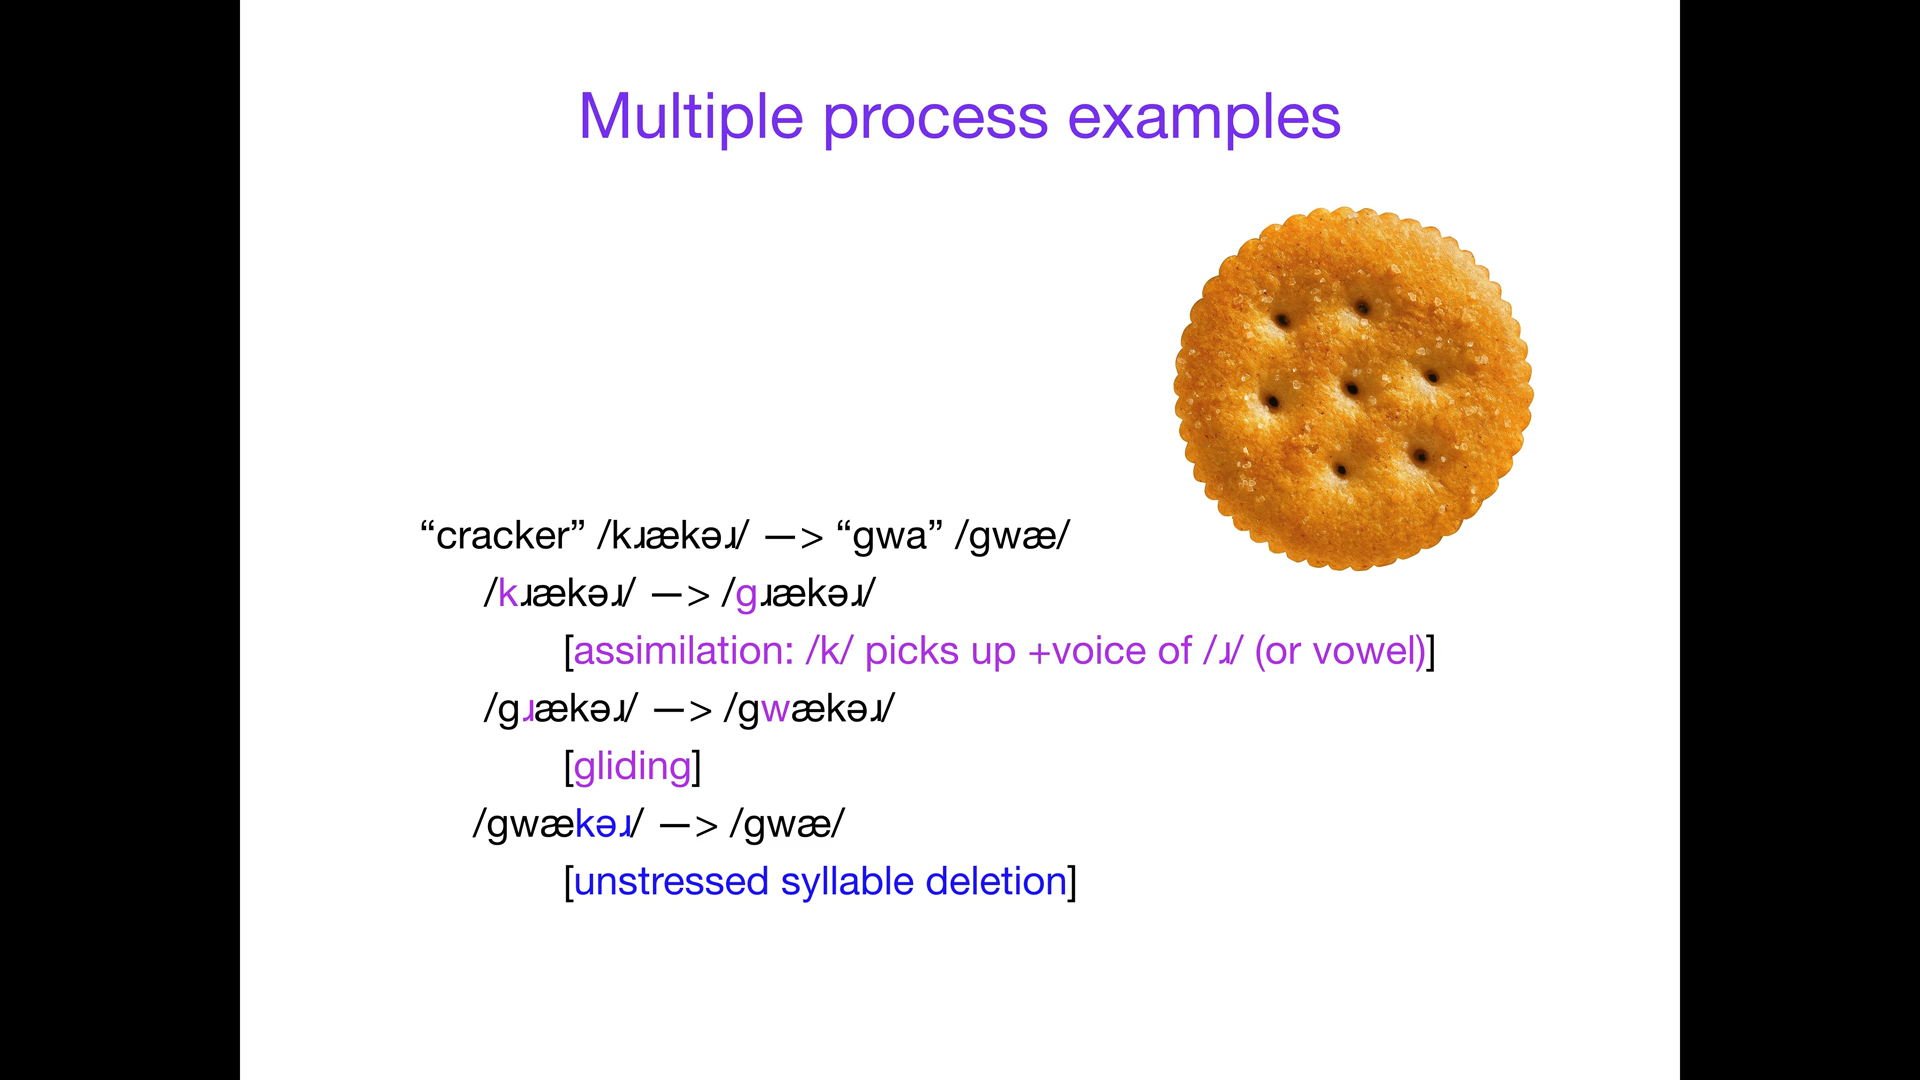 Multiple process examples
“cracker” /kɹækəɹ/ —> “gwa” /gwæ/
/kɹækəɹ/ —> /gɹækəɹ/
[assimilation: /k/ picks up +voice of /ɹ/ (or vowel)]
/gɹækəɹ/ —> /gwækəɹ/
[gliding]
/gwækəɹ/ —> /gwæ/
[unstressed syllable deletion]